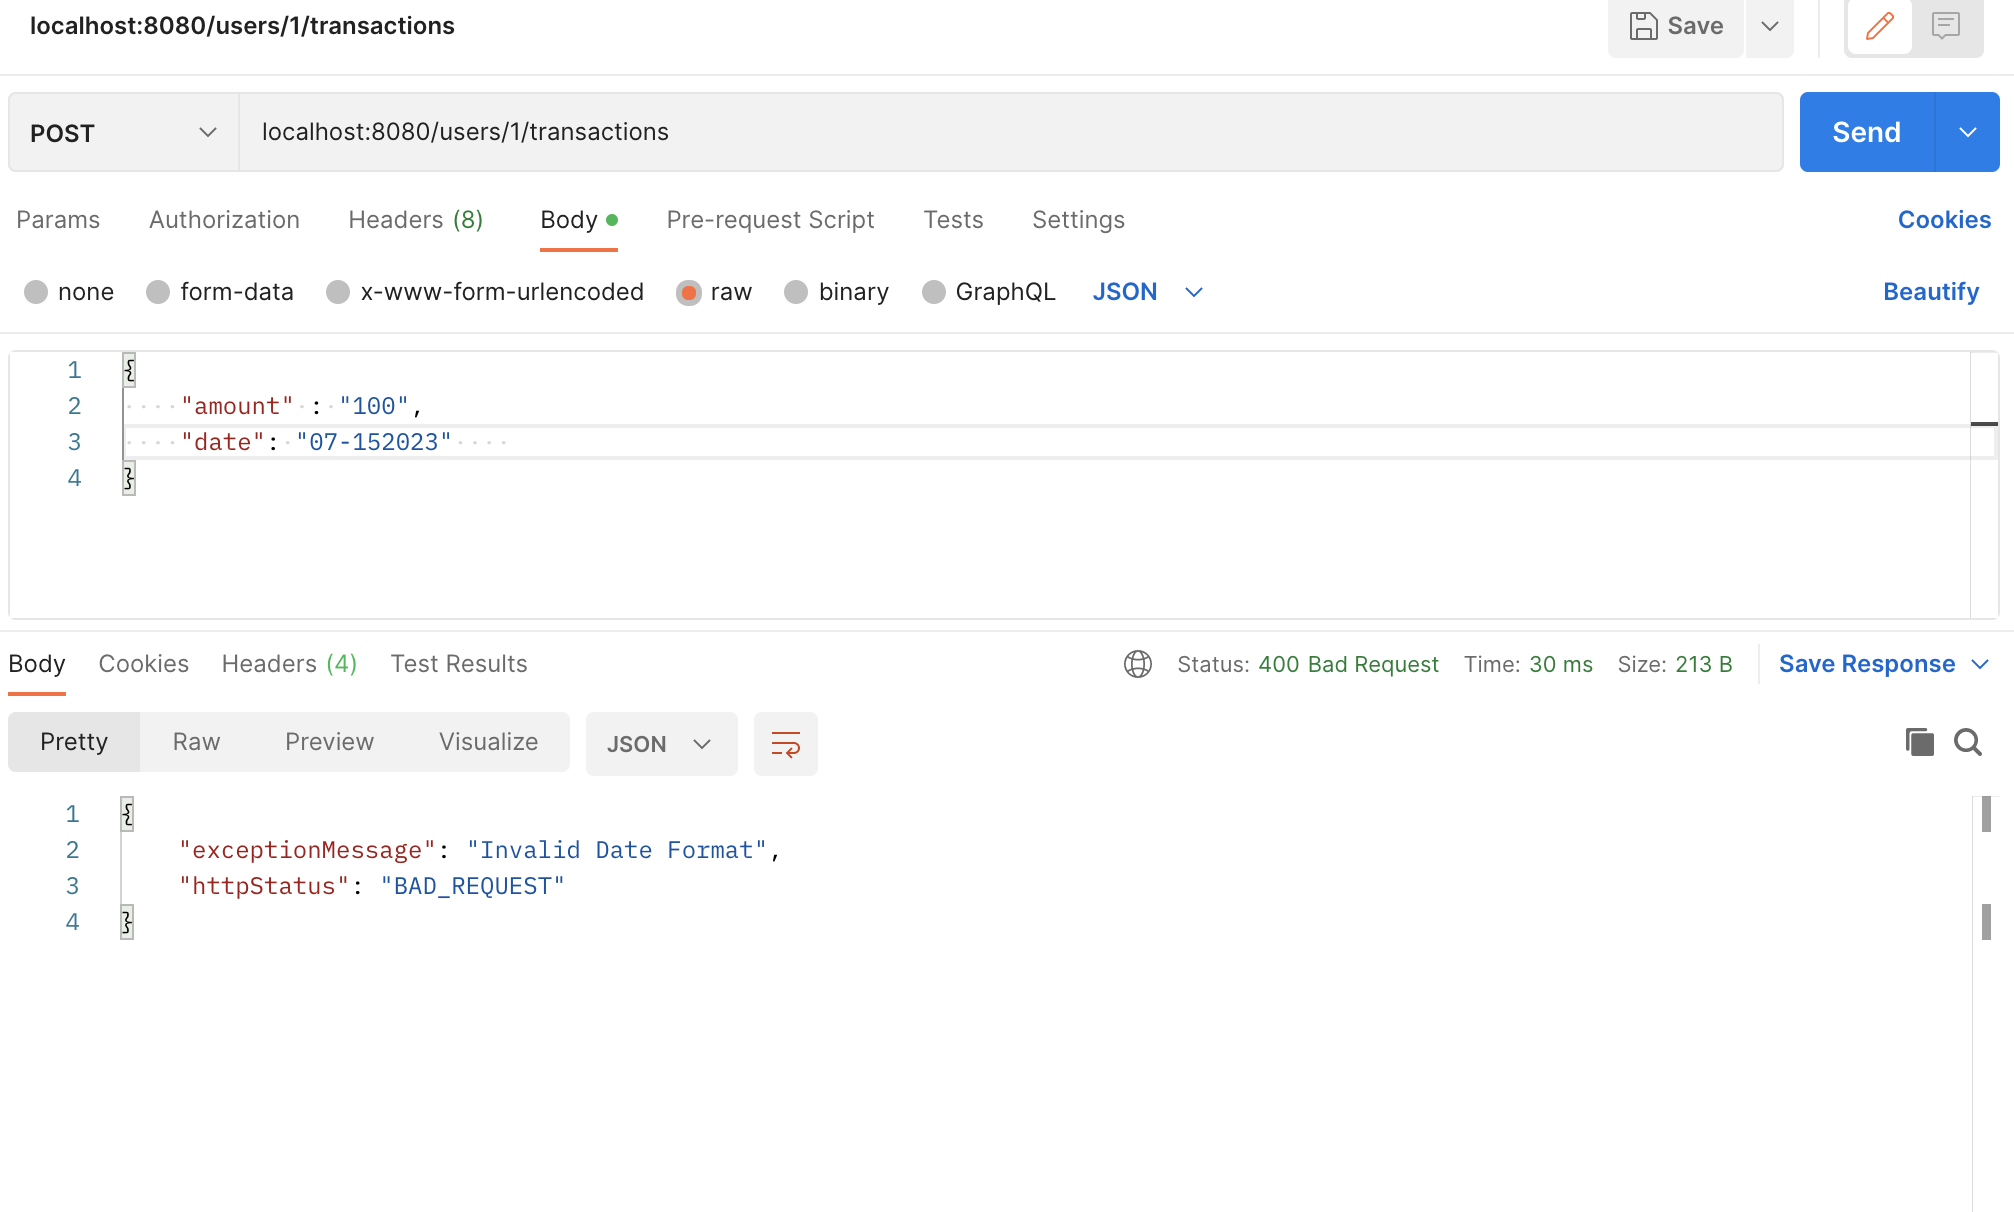 localhost:8080/users/1/transactions
Save
POST
localhost:8080/users/1/transactions
Send
Params Authorization Headers (8) Body Pre-request Script Tests Settings Cookies
none form-data x-www-form-urlencoded raw binary GraphQL JSON Beautify
1 {
2 "amount" : "100",
3 "date": "07-152023"
4 }
Body Cookies Headers (4) Test Results Status: 400 Bad Request Time: 30 ms Size: 213 B Save Response
Pretty Raw Preview Visualize JSON
1 {
2 "exceptionMessage": "Invalid Date Format",
3 "httpStatus": "BAD_REQUEST"
4 }